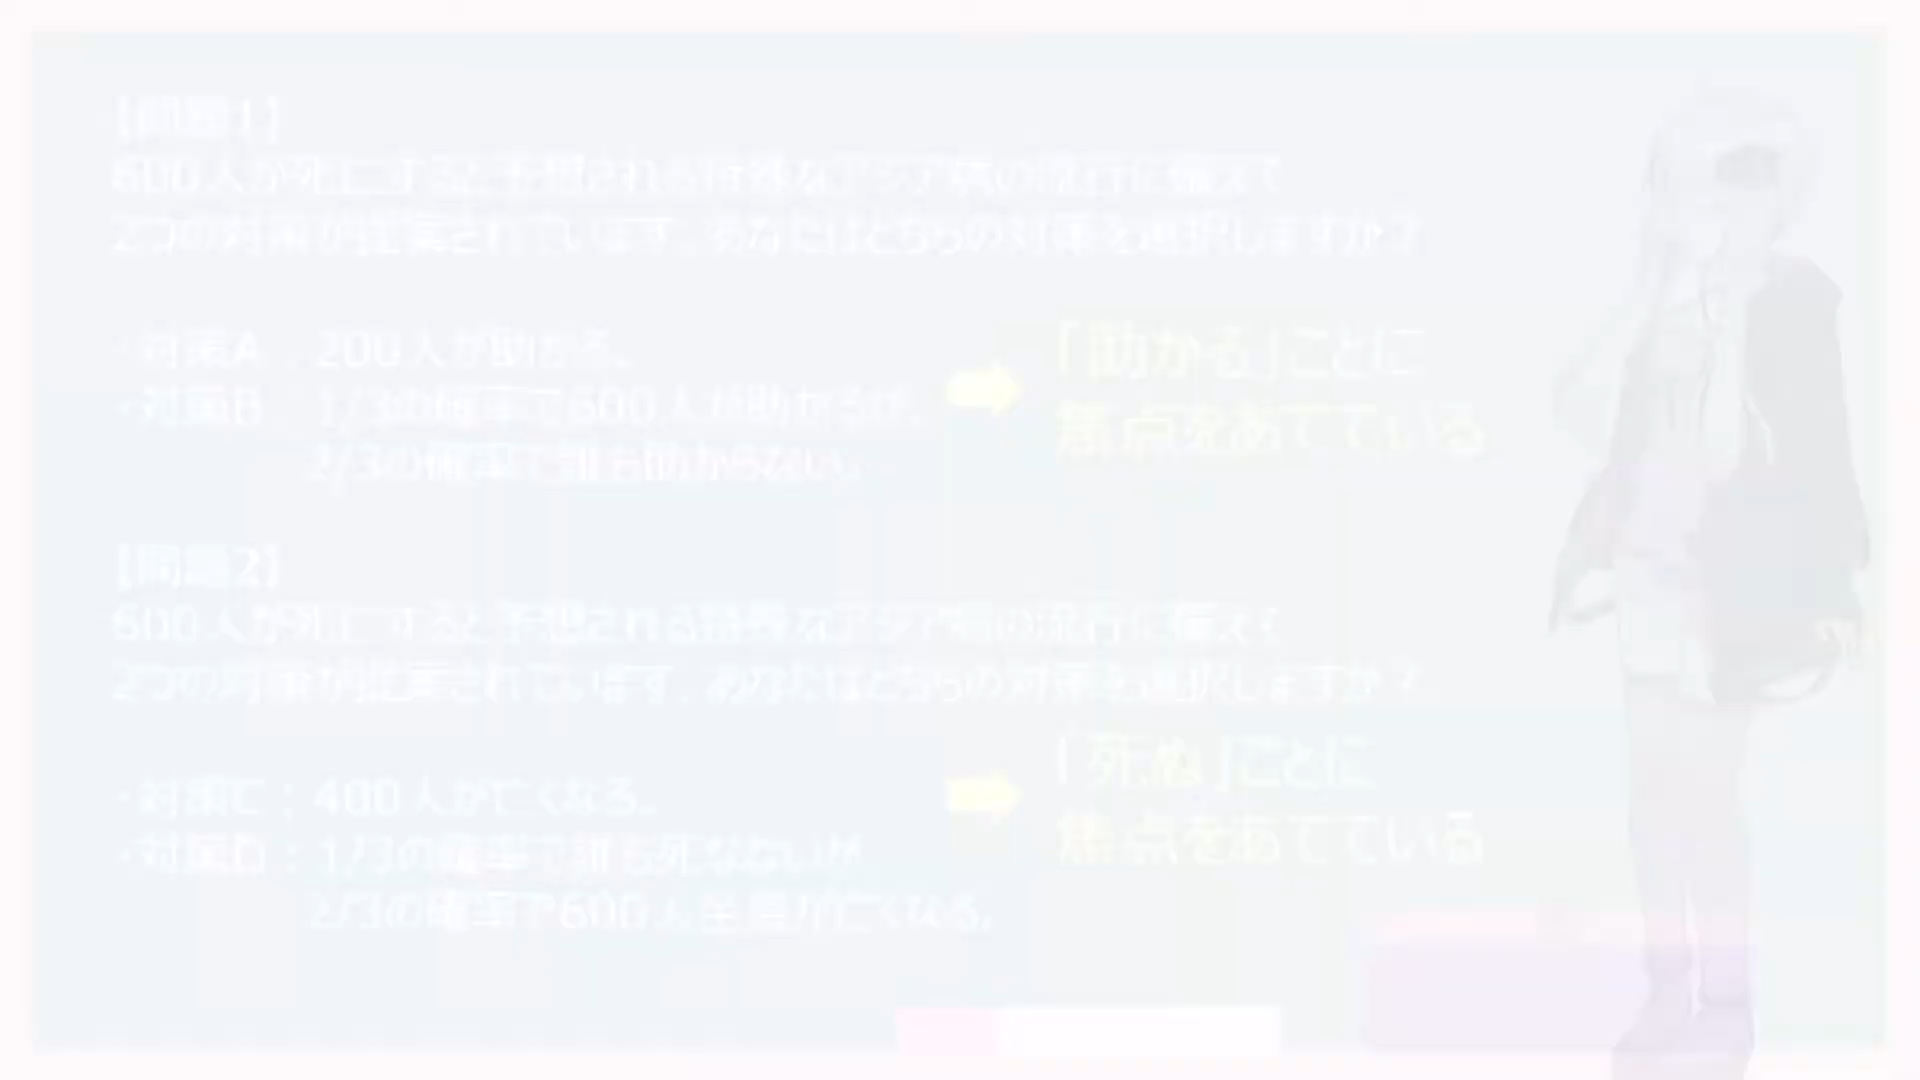 【問題1】
600人が死亡すると予想される特殊なアジア病の流行に備えて
2つの対策が提案されています。あなたはどちらの対策を選択しますか？
・対策A：200人が助かる。
・対策B：1/3の確率で600人が助かるが、
2/3の確率で誰も助からない。
「助かる」ことに
焦点をあてている
【問題2】
600人が死亡すると予想される特殊なアジア病の流行に備えて
2つの対策が提案されています。あなたはどちらの対策を選択しますか？
・対策C：400人が亡くなる。
・対策D：1/3の確率で誰も死なないが
2/3の確率で600人全員が亡くなる。
「死ぬ」ことに
焦点をあてている